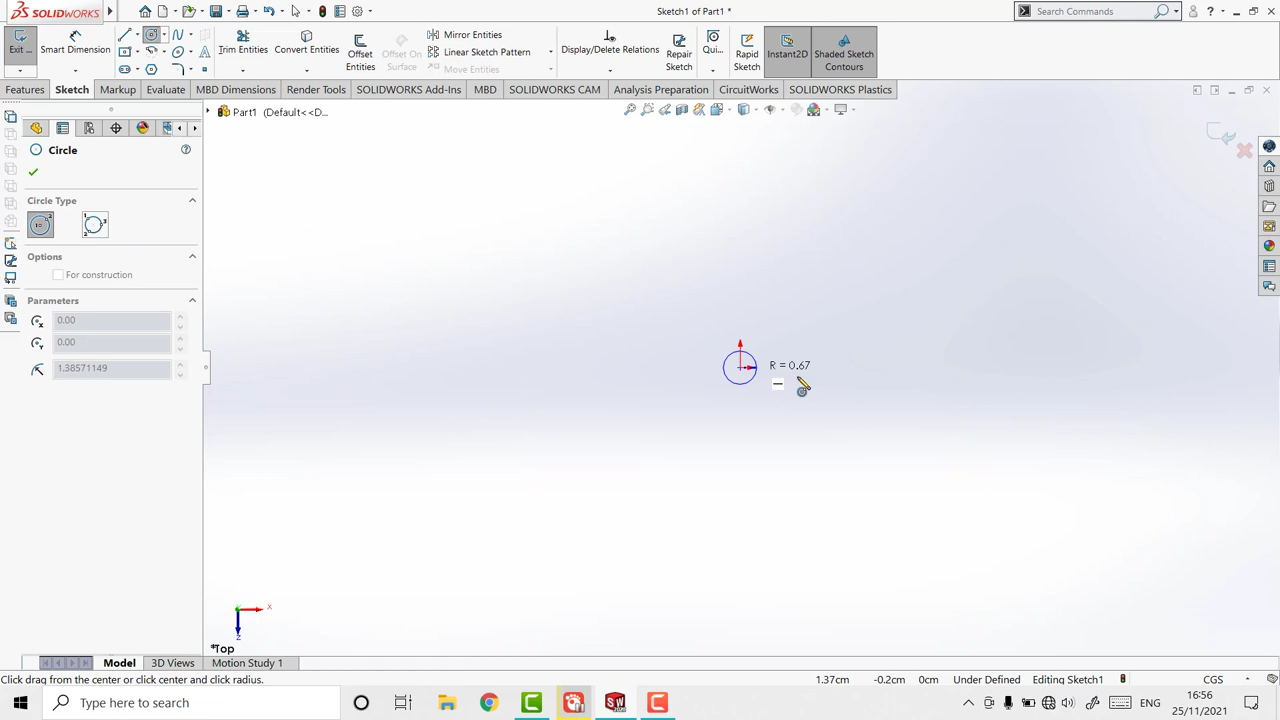 SOLIDWORKS
Sketch1 of Part1 *
Search Commands
Exit ...
Smart Dimension
Trim Entities
Convert Entities
Offset Entities
Offset On Surface
Mirror Entities
Linear Sketch Pattern
Move Entities
Display/Delete Relations
Repair Sketch
Qui...
Rapid Sketch
Instant2D
Shaded Sketch Contours
Features Sketch Markup Evaluate MBD Dimensions Render Tools SOLIDWORKS Add-Ins MBD SOLIDWORKS CAM Analysis Preparation CircuitWorks SOLIDWORKS Plastics
Part1 (Default<<D...
Circle
Circle Type
Options
For construction
Parameters
0.00
0.00
1.38571149
R = 0.67
X
Z
*Top
Model 3D Views Motion Study 1
Click drag from the center or click center and click radius.
1.37cm -0.2cm 0cm Under Defined Editing Sketch1 CGS
Type here to search
16:56
25/11/2021